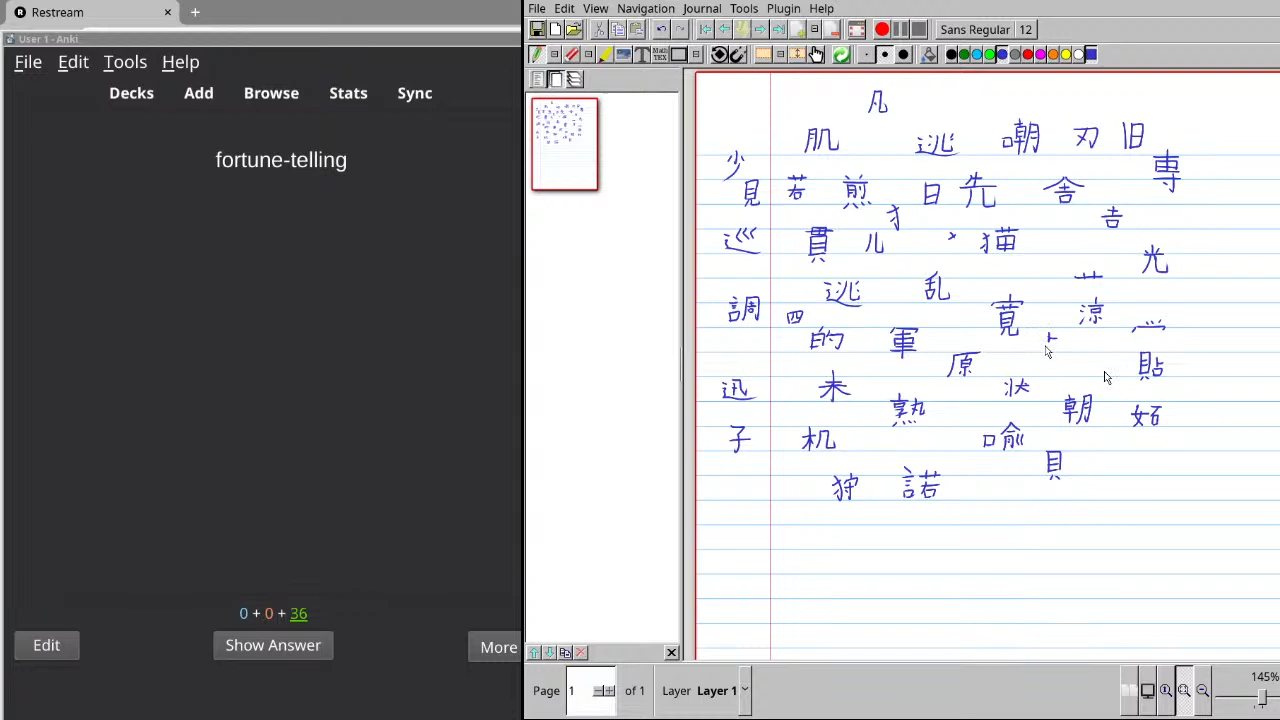 Restream
File Edit View Navigation Journal Tools Plugin Help
User 1 - Anki
Sans Regular 12
File Edit Tools Help
Decks Add Browse Stats Sync
fortune-telling
凡
肌 逃 嘲 刃 旧
少 専
見 若 煎 日 先 舎
吉
巡 貫 儿 猫
光
逃 乱
調 四 寛 涼
的 軍
原 貼
迅 未 状
熟 朝 妬
子 机 喩
貝
狩 諾
0 + 0 + 36
Edit Show Answer More
Page 1 of 1 Layer Layer 1
145%